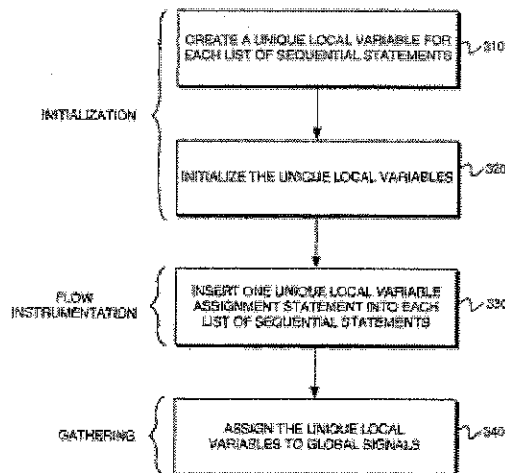 CREATE A UNIQUE LOCAL VARIABLE FOR
EACH LIST OF SEQUENTIAL STATEMENTS
310
INITIALIZATION
INITIALIZE THE UNIQUE LOCAL VARIABLES
320
FLOW
INSTRUMENTATION
INSERT ONE UNIQUE LOCAL VARIABLE
ASSIGNMENT STATEMENT INTO EACH
LIST OF SEQUENTIAL STATEMENTS
330
GATHERING
ASSIGN THE UNIQUE LOCAL
VARIABLES TO GLOBAL SIGNALS
340